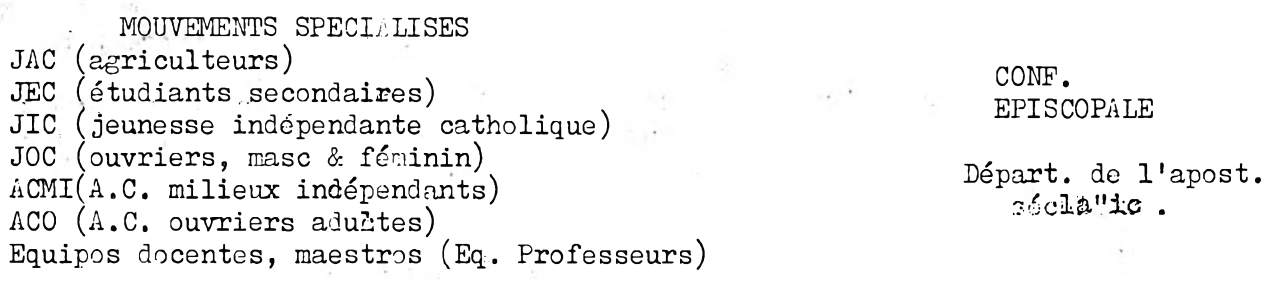 MOUVEMENTS SPECIALISES
JAC (agriculteurs)
JEC (étudiants secondaires)
JIC (jeunesse indépendante catholique)
JOC (ouvriers, masc & féminin)
ACMI(A.C. milieux indépendants)
ACO (A.C. ouvriers adultes)
Equipos docentes, maestros (Eq. Professeurs)
CONF.
EPISCOPALE
Départ. de l'apost.